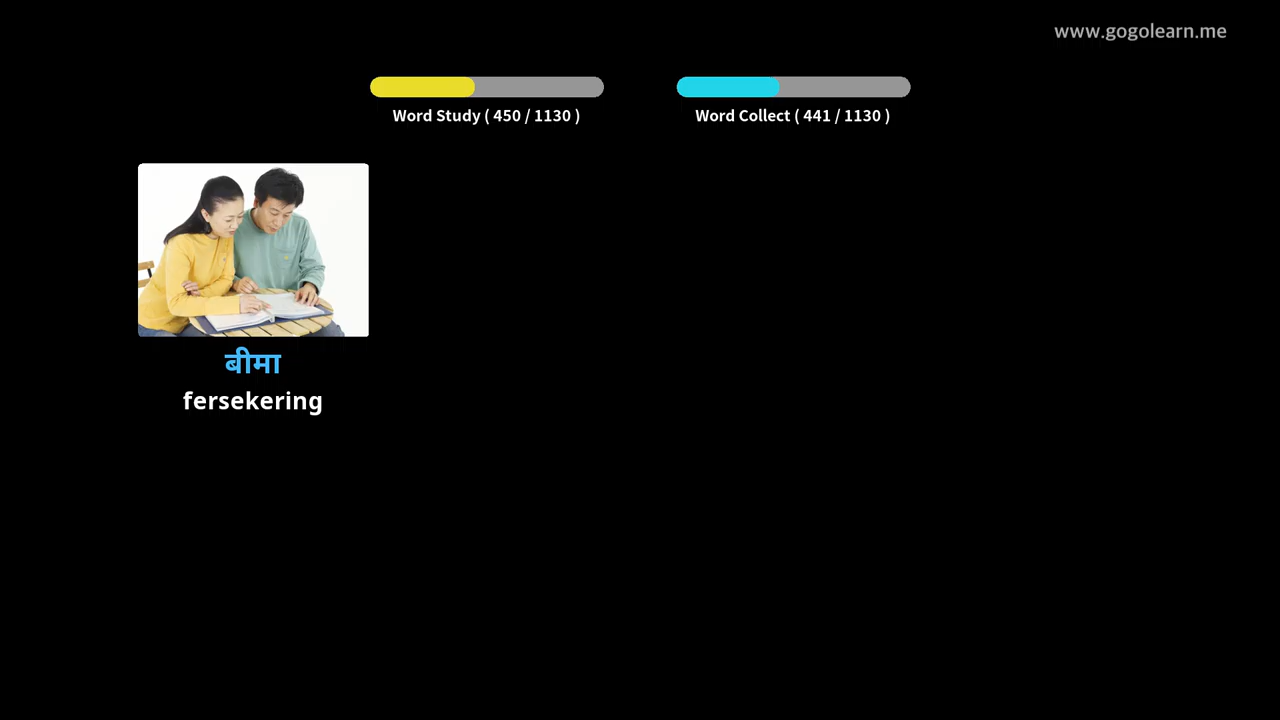 www.gogolearn.me
Word Study ( 450 / 1130 )
Word Collect ( 441 / 1130 )
बीमा
fersekering